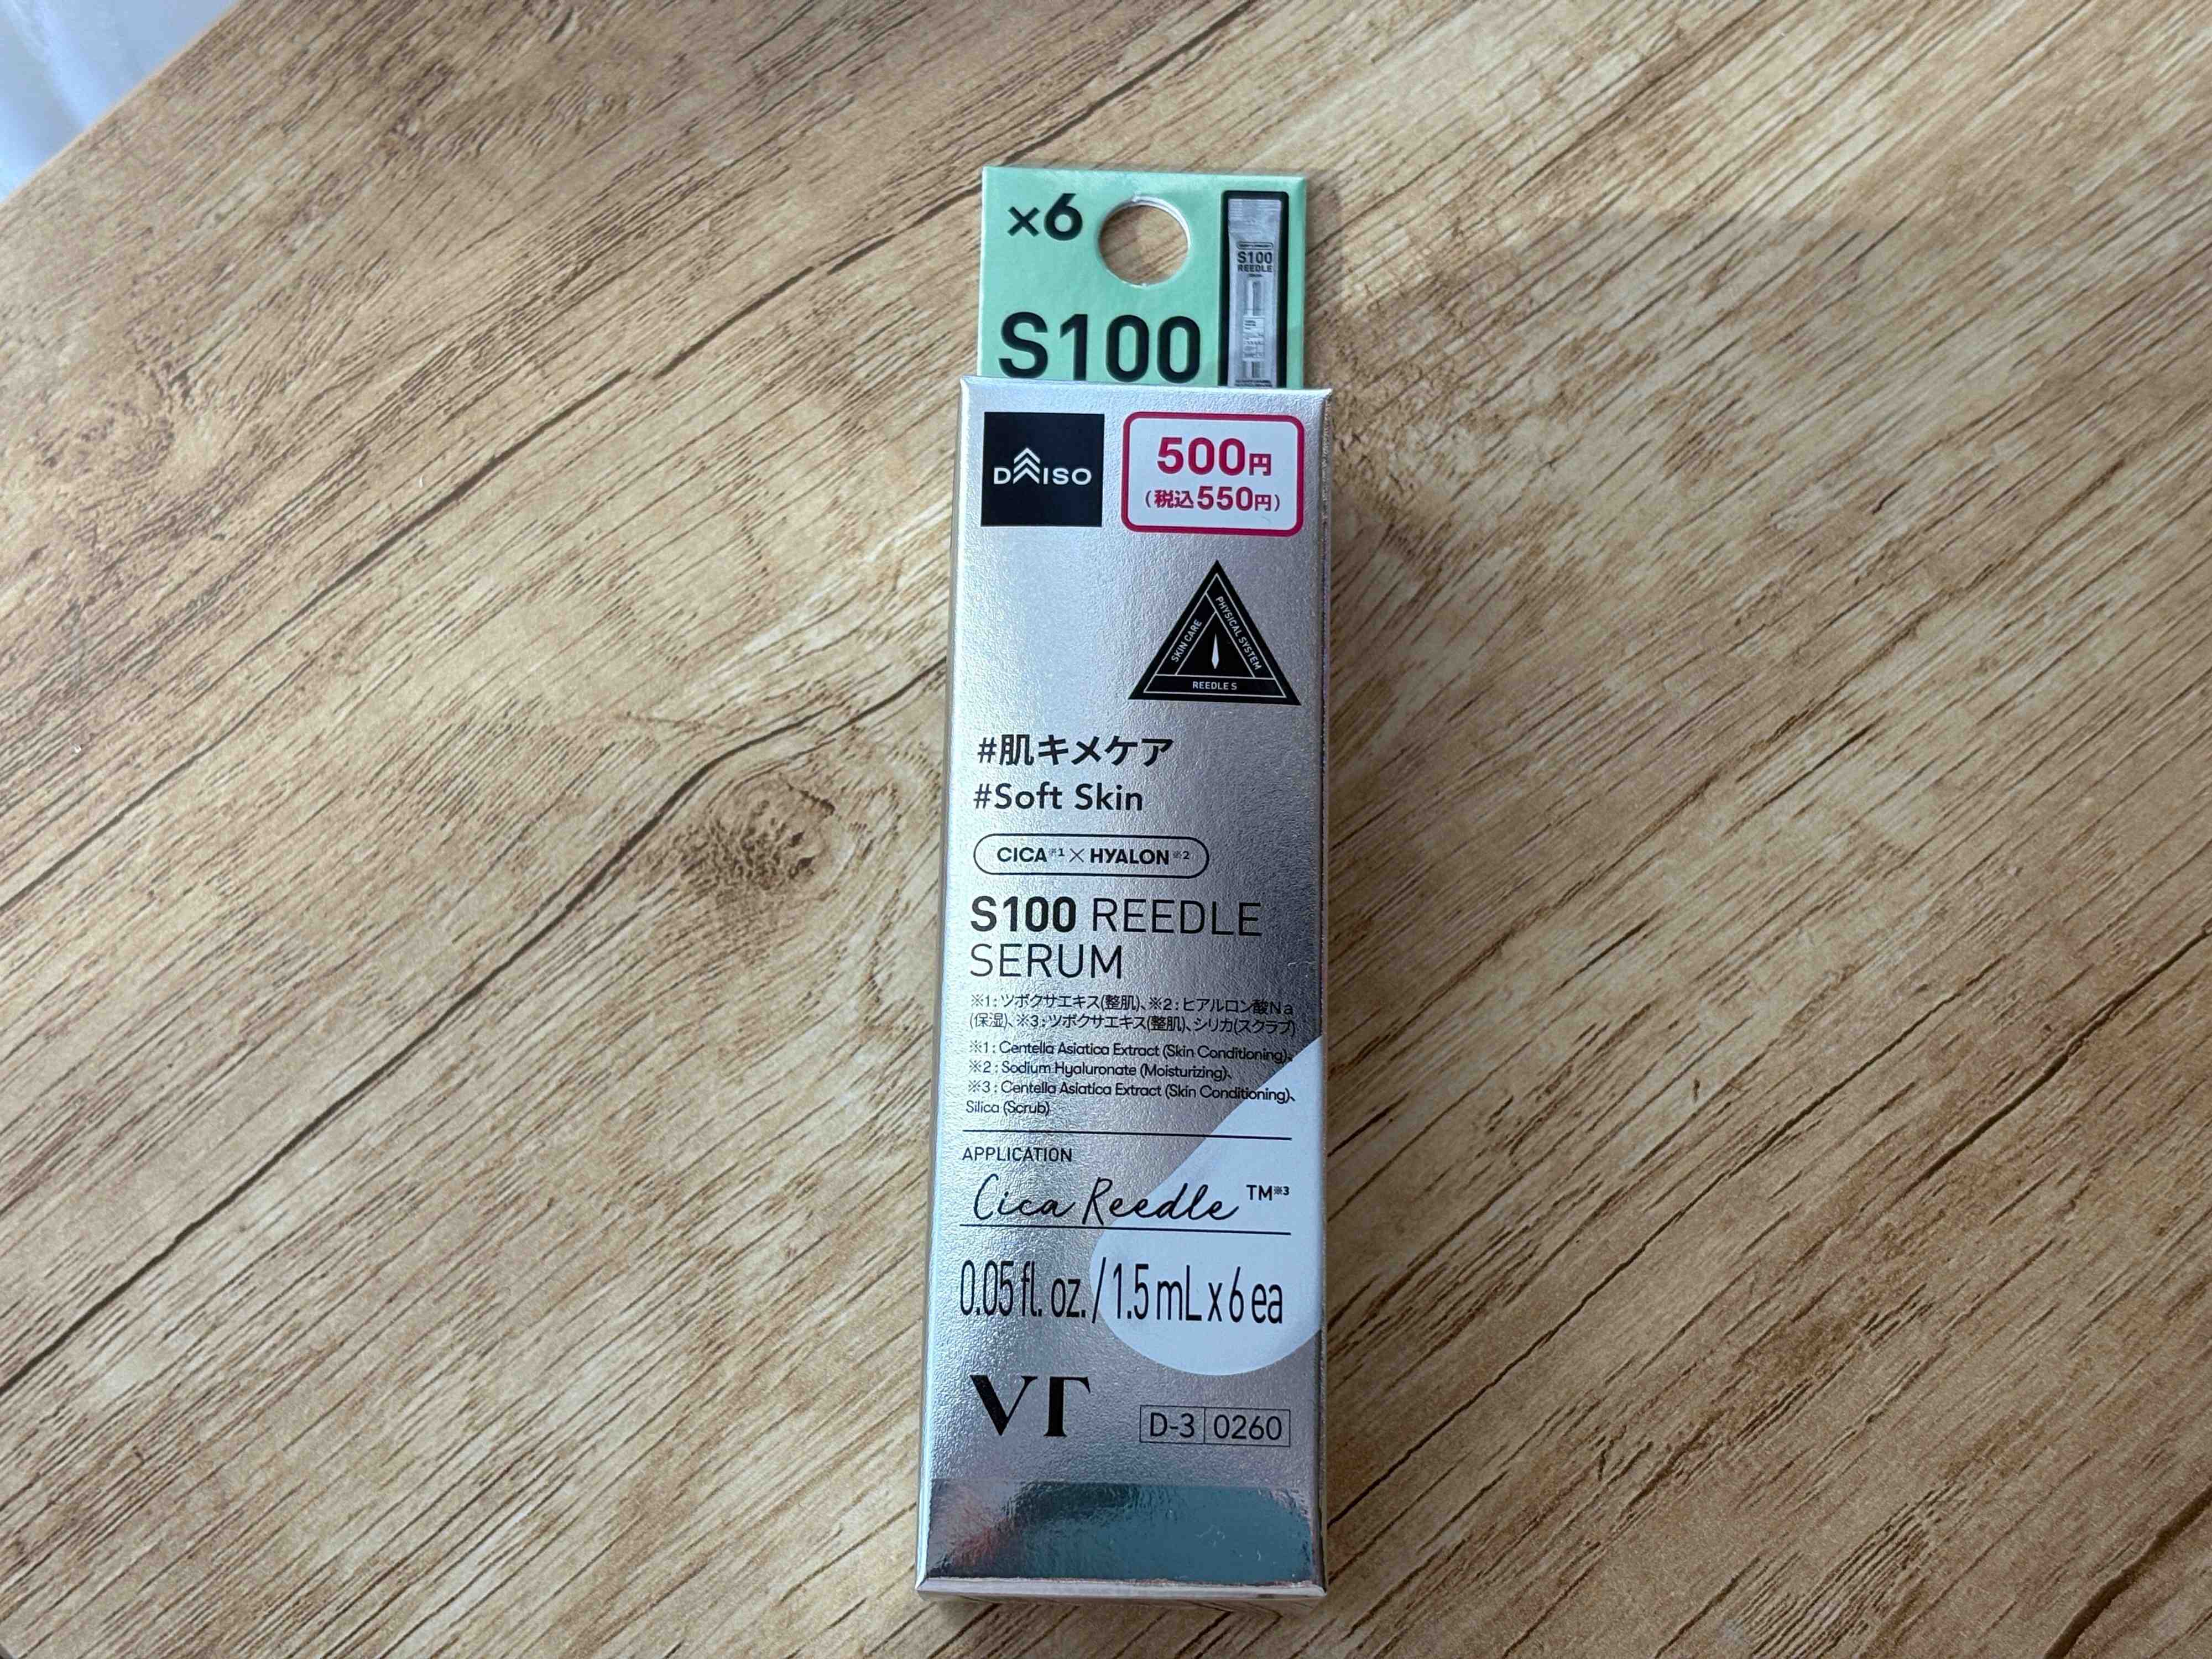 ×6
S100
S100
REEDLE
DAISO
500円
(税込550円)
SKIN CARE
PHYSICAL SYSTEM
REEDLE S
#肌キメケア
#Soft Skin
CICA※1×HYALON※2
S100 REEDLE
SERUM
※1:ツボクサエキス(整肌)、※2:ヒアルロン酸Na
(保湿)、※3:ツボクサエキス(整肌)、シリカ(スクラブ)
※1: Centella Asiatica Extract (Skin Conditioning)、
※2: Sodium Hyaluronate (Moisturizing)、
※3: Centella Asiatica Extract (Skin Conditioning)、
Silica (Scrub)
APPLICATION
Cica Reedle TM※3
0.05 fl. oz. / 1.5 mL x 6 ea
VT
D-3 0260